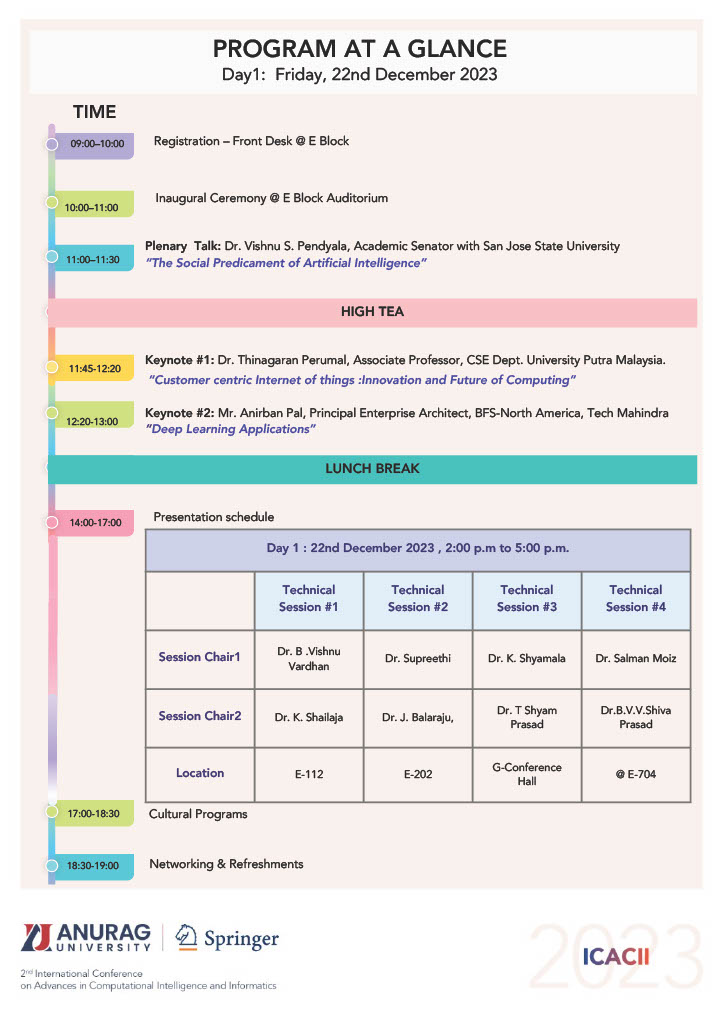 PROGRAM AT A GLANCE
Day1: Friday, 22nd December 2023
TIME
09:00–10:00
Registration – Front Desk @ E Block
10:00–11:00
Inaugural Ceremony @ E Block Auditorium
11:00–11:30
Plenary Talk: Dr. Vishnu S. Pendyala, Academic Senator with San Jose State University
“The Social Predicament of Artificial Intelligence”
HIGH TEA
11:45-12:20
Keynote #1: Dr. Thinagaran Perumal, Associate Professor, CSE Dept. University Putra Malaysia.
“Customer centric Internet of things :Innovation and Future of Computing”
12:20-13:00
Keynote #2: Mr. Anirban Pal, Principal Enterprise Architect, BFS-North America, Tech Mahindra
“Deep Learning Applications”
LUNCH BREAK
14:00-17:00
Presentation schedule
Day 1 : 22nd December 2023 , 2:00 p.m to 5:00 p.m.
Technical Session #1
Technical Session #2
Technical Session #3
Technical Session #4
Session Chair1
Dr. B .Vishnu Vardhan
Dr. Supreethi
Dr. K. Shyamala
Dr. Salman Moiz
Session Chair2
Dr. K. Shailaja
Dr. J. Balaraju,
Dr. T Shyam Prasad
Dr.B.V.V.Shiva Prasad
Location
E-112
E-202
G-Conference Hall
@ E-704
17:00-18:30
Cultural Programs
18:30-19:00
Networking & Refreshments
ANURAG
UNIVERSITY
Springer
2nd International Conference
on Advances in Computational Intelligence and Informatics
2023
ICACII